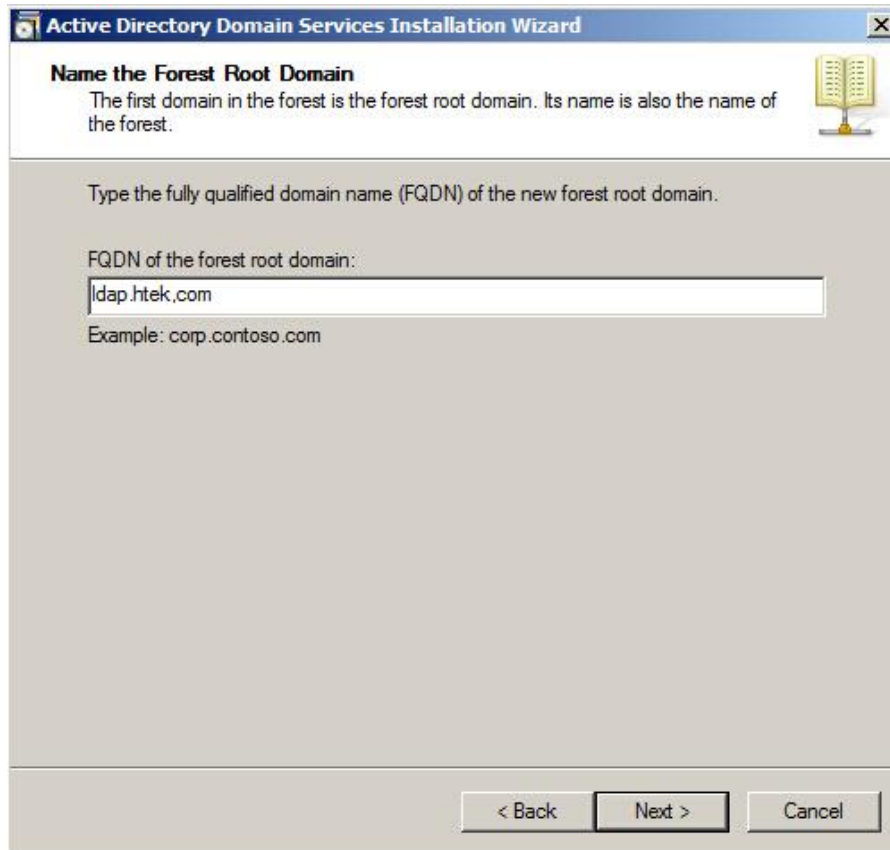 Active Directory Domain Services Installation Wizard
Name the Forest Root Domain
The first domain in the forest is the forest root domain. Its name is also the name of
the forest.
Type the fully qualified domain name (FQDN) of the new forest root domain.
FQDN of the forest root domain:
ldap.htek,com
Example: corp.contoso.com
< Back Next > Cancel